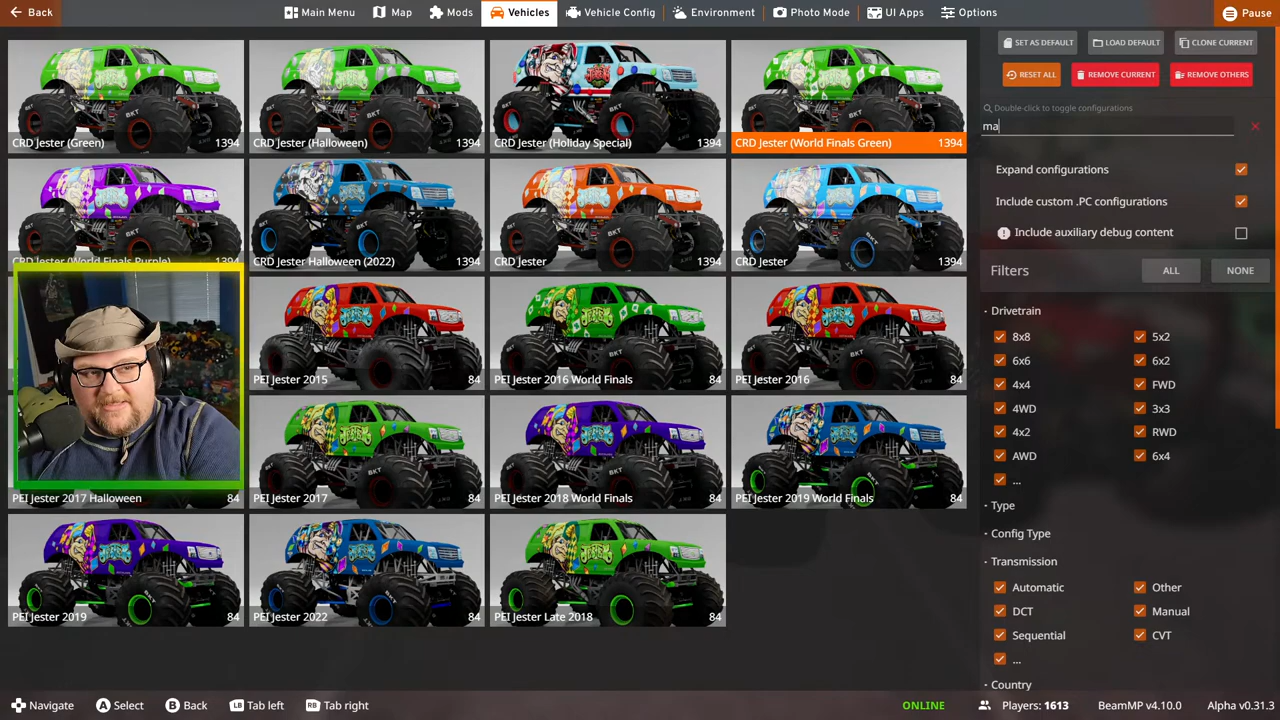 Back
Main Menu
Map
Mods
Vehicles
Vehicle Config
Environment
Photo Mode
UI Apps
Options
Pause
CRD Jester (Green) 1394
CRD Jester (Halloween) 1394
CRD Jester (Holiday Special) 1394
CRD Jester (World Finals Green) 1394
CRD Jester (World Finals Purple) 1394
CRD Jester Halloween (2022) 1394
CRD Jester 1394
CRD Jester 1394
PEI Jester 2015 84
PEI Jester 2016 World Finals 84
PEI Jester 2016 84
PEI Jester 2017 Halloween 84
PEI Jester 2017 84
PEI Jester 2018 World Finals 84
PEI Jester 2019 World Finals 84
PEI Jester 2019 84
PEI Jester 2022 84
PEI Jester Late 2018 84
SET AS DEFAULT
LOAD DEFAULT
CLONE CURRENT
RESET ALL
REMOVE CURRENT
REMOVE OTHERS
Double-click to toggle configurations
ma
Expand configurations
Include custom .PC configurations
Include auxiliary debug content
Filters ALL NONE
- Drivetrain
8x8 5x2
6x6 6x2
4x4 FWD
4WD 3x3
4x2 RWD
AWD 6x4
...
- Type
- Config Type
- Transmission
Automatic Other
DCT Manual
Sequential CVT
...
- Country
Navigate
A Select
B Back
LB Tab left
RB Tab right
ONLINE
Players: 1613
BeamMP v4.10.0
Alpha v0.31.3